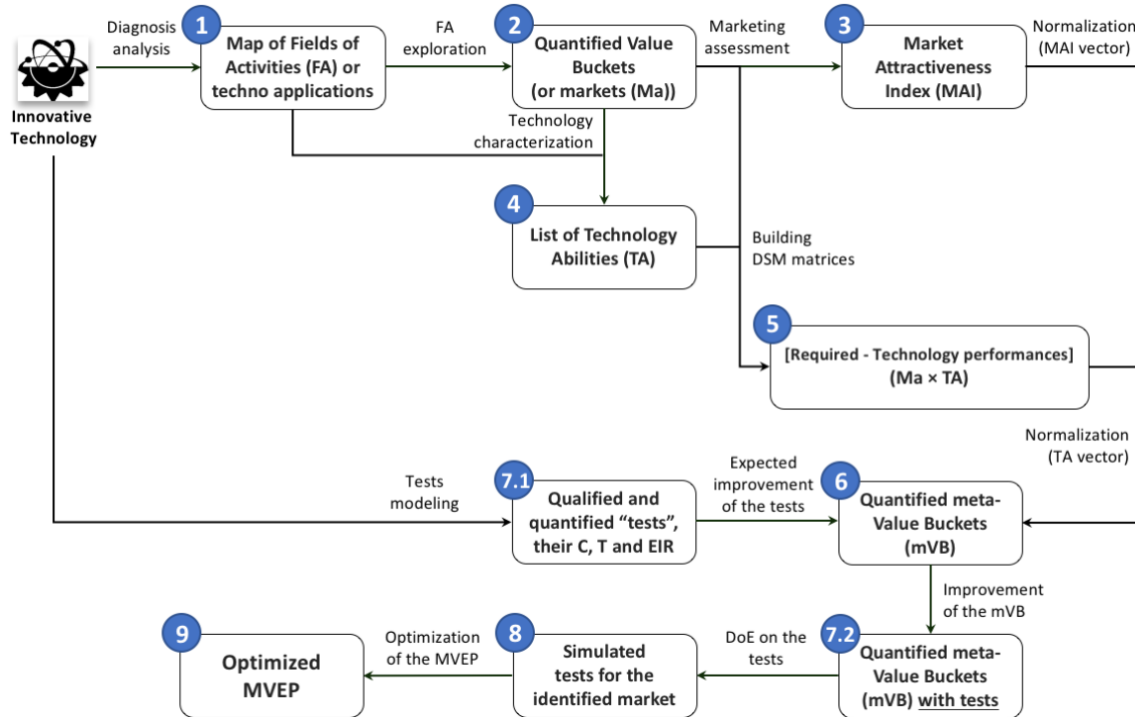 Innovative
Technology
Diagnosis
analysis
1
Map of Fields of
Activities (FA) or
techno applications
FA
exploration
2
Quantified Value
Buckets
(or markets (Ma))
Marketing
assessment
3
Market
Attractiveness
Index (MAI)
Normalization
(MAI vector)
Technology
characterization
4
List of Technology
Abilities (TA)
Building
DSM matrices
5
[Required - Technology performances]
(Ma × TA)
Normalization
(TA vector)
Tests
modeling
7.1
Qualified and
quantified “tests”,
their C, T and EIR
Expected
improvement
of the tests
6
Quantified meta-
Value Buckets
(mVB)
Improvement
of the mVB
7.2
Quantified meta-
Value Buckets
(mVB) with tests
DoE on the
tests
8
Simulated
tests for the
identified market
Optimization
of the MVEP
9
Optimized
MVEP